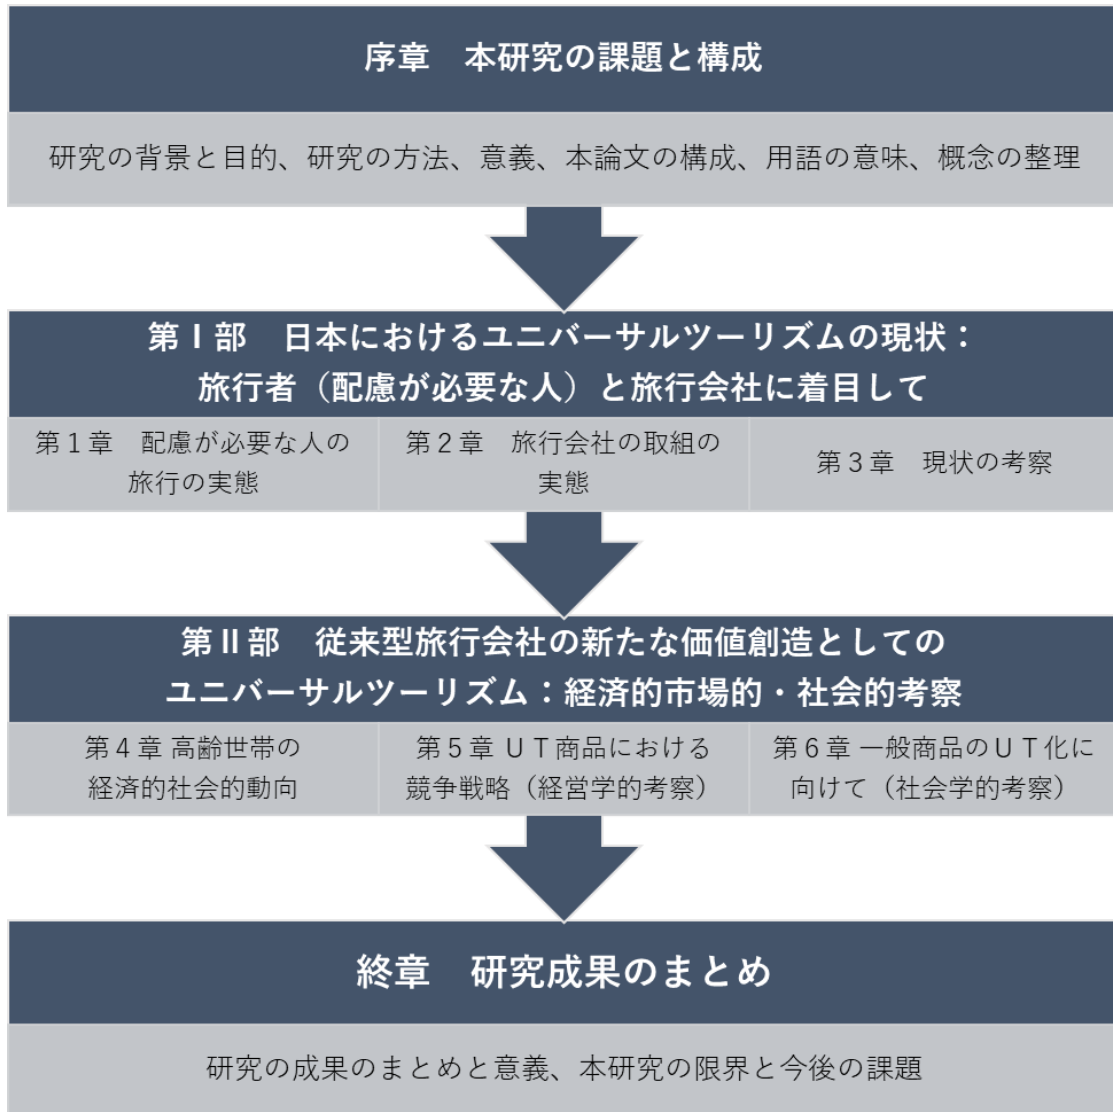 序章　本研究の課題と構成
研究の背景と目的、研究の方法、意義、本論文の構成、用語の意味、概念の整理
第Ⅰ部　日本におけるユニバーサルツーリズムの現状：
旅行者（配慮が必要な人）と旅行会社に着目して
第１章　配慮が必要な人の
旅行の実態
第２章　旅行会社の取組の
実態
第３章　現状の考察
第Ⅱ部　従来型旅行会社の新たな価値創造としての
ユニバーサルツーリズム：経済的市場的・社会的考察
第４章 高齢世帯の
経済的社会的動向
第５章 ＵＴ商品における
競争戦略（経営学的考察）
第６章 一般商品のＵＴ化に
向けて（社会学的考察）
終章　研究成果のまとめ
研究の成果のまとめと意義、本研究の限界と今後の課題